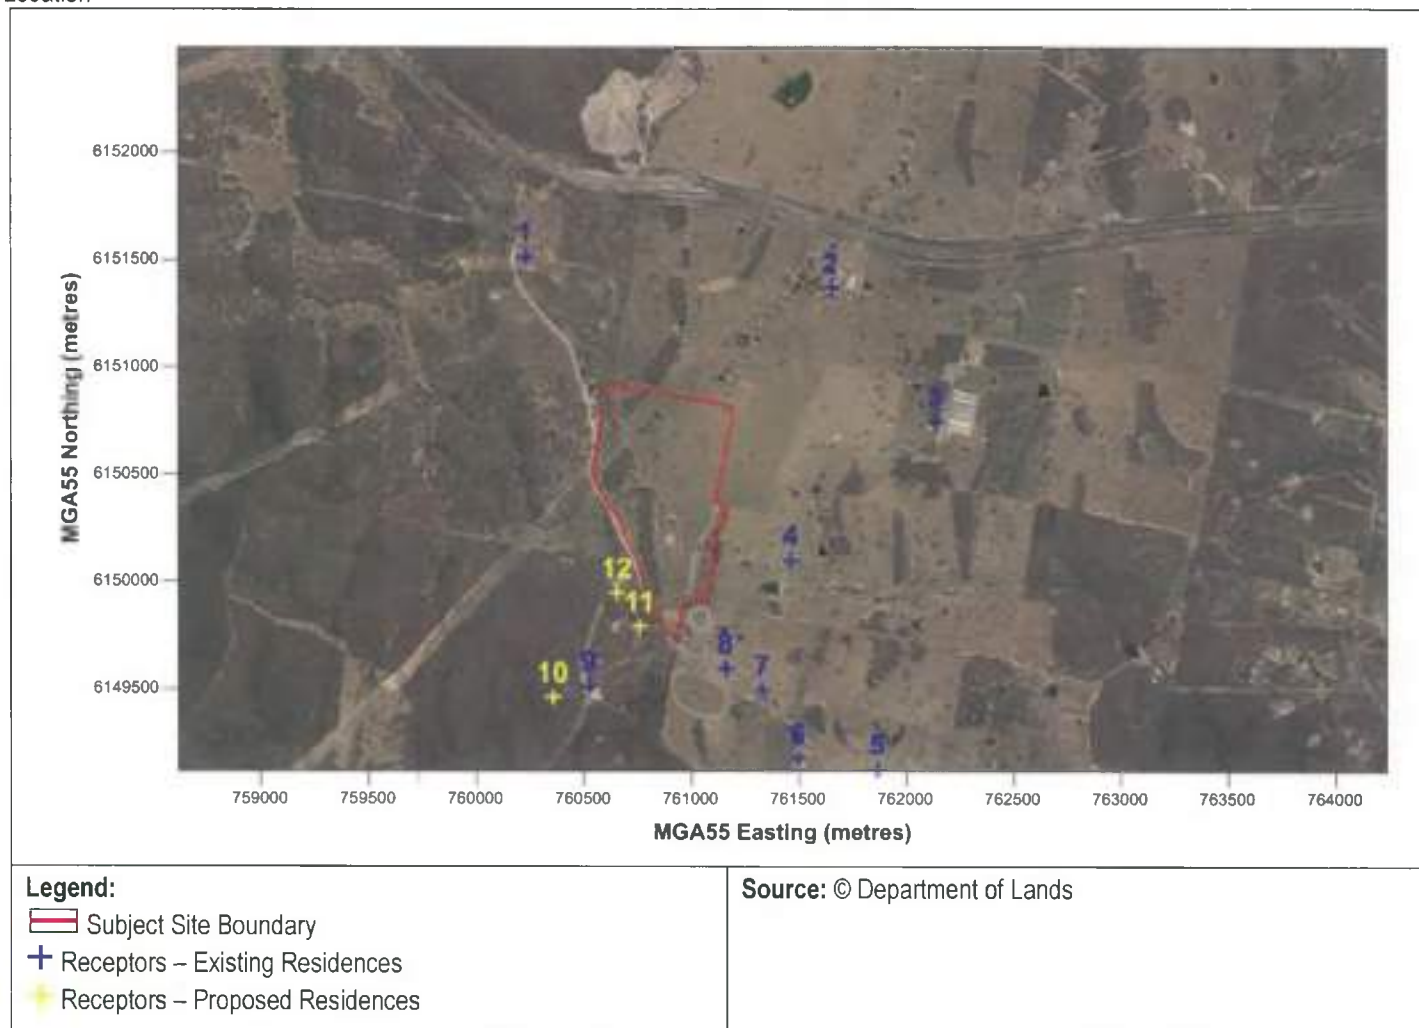 Location
6152000
6151500
6151000
6150500
6150000
6149500
MGA55 Northing (metres)
1
2
3
4
12
11
10
9
8
7
6
5
759000 759500 760000 760500 761000 761500 762000 762500 763000 763500 764000
MGA55 Easting (metres)
Legend:
Subject Site Boundary
Receptors – Existing Residences
Receptors – Proposed Residences
Source: © Department of Lands